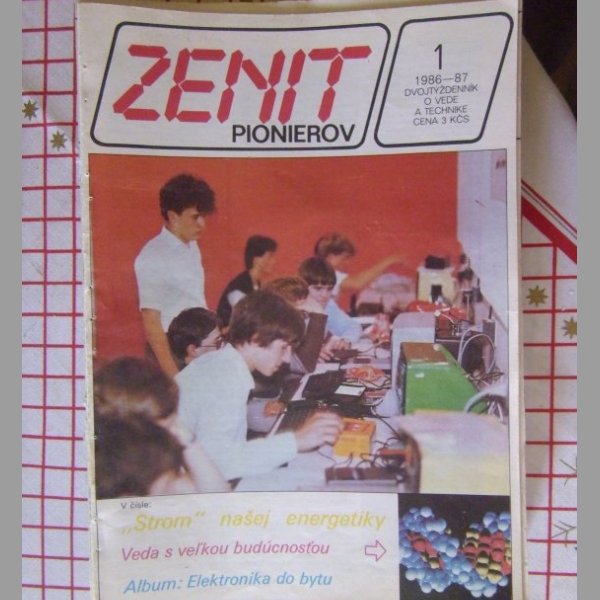 ZENIT
PIONIEROV
1
1986—87
DVOJTÝŽDENNÍK
O VEDE
A TECHNIKE
CENA 3 KČS
V čísle:
„Strom“ našej energetiky
Veda s veľkou budúcnosťou
Album: Elektronika do bytu